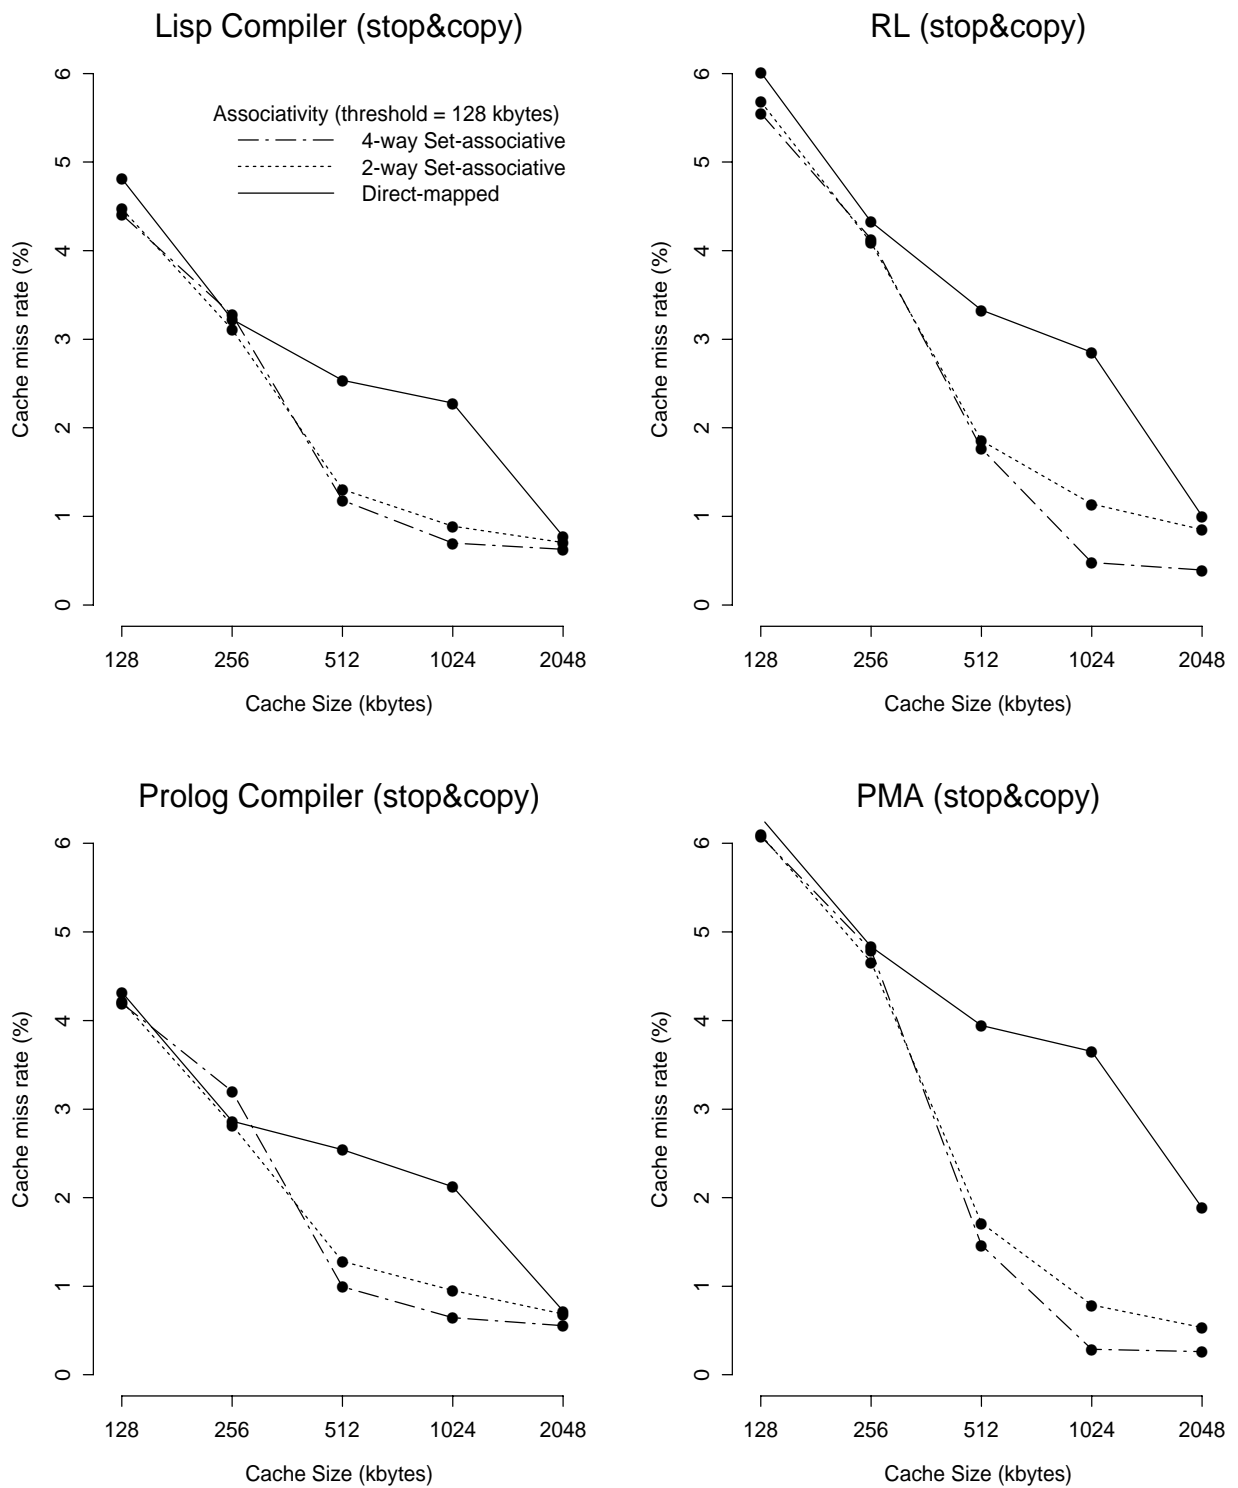 Lisp Compiler (stop&copy)
Cache miss rate (%)
0 1 2 3 4 5 6
Associativity (threshold = 128 kbytes)
4-way Set-associative
2-way Set-associative
Direct-mapped
128 256 512 1024 2048
Cache Size (kbytes)
RL (stop&copy)
Cache miss rate (%)
0 1 2 3 4 5 6
128 256 512 1024 2048
Cache Size (kbytes)
Prolog Compiler (stop&copy)
Cache miss rate (%)
0 1 2 3 4 5 6
128 256 512 1024 2048
Cache Size (kbytes)
PMA (stop&copy)
Cache miss rate (%)
0 1 2 3 4 5 6
128 256 512 1024 2048
Cache Size (kbytes)